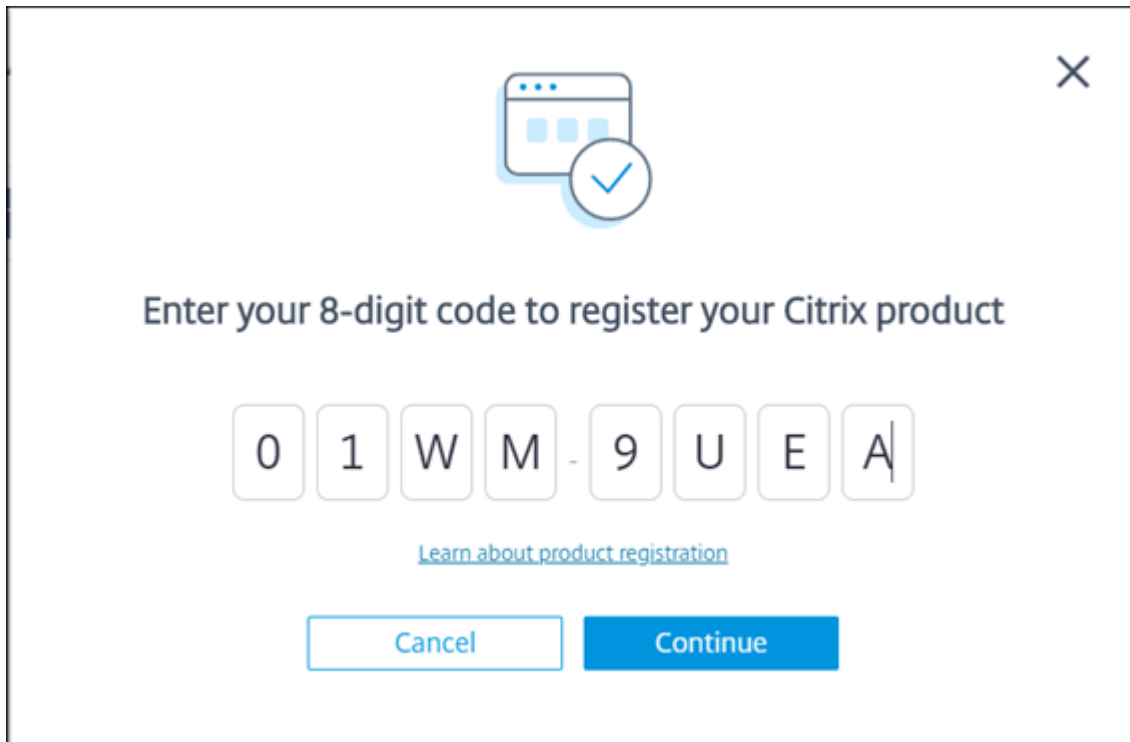 Enter your 8-digit code to register your Citrix product
0 1 W M - 9 U E A
Learn about product registration
Cancel Continue